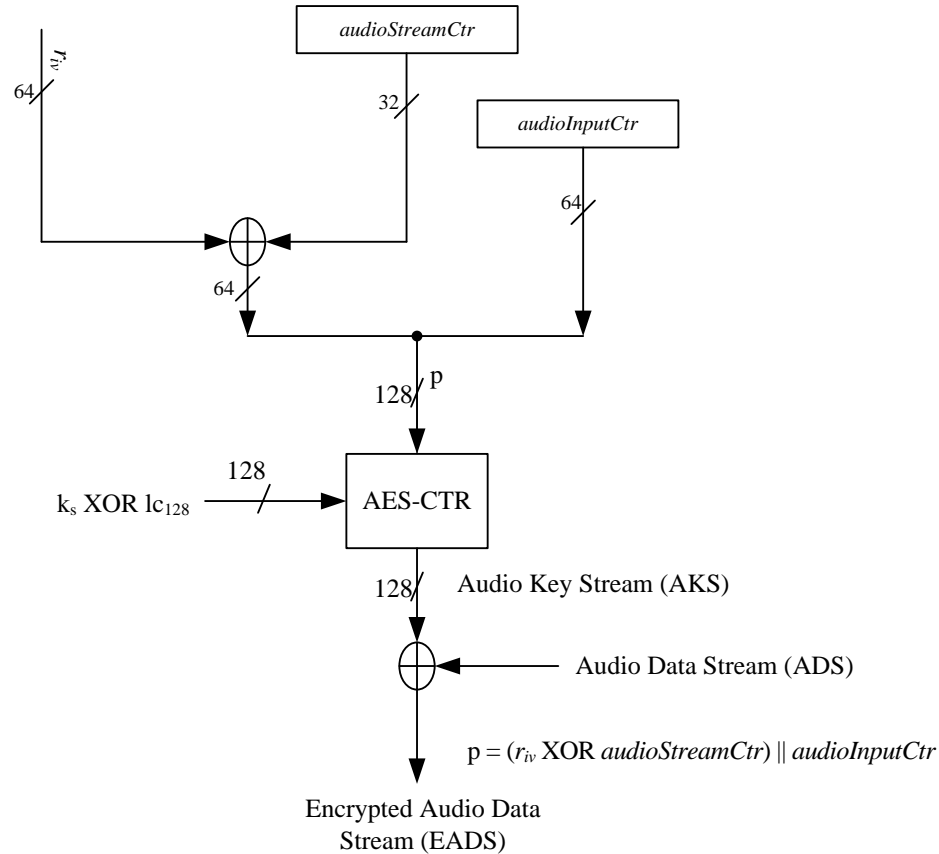 audioStreamCtr
r_iv
64
32
audioInputCtr
64
64
p
128
128
k_s XOR lc_128
AES-CTR
128
Audio Key Stream (AKS)
Audio Data Stream (ADS)
p = (r_iv XOR audioStreamCtr) || audioInputCtr
Encrypted Audio Data
Stream (EADS)